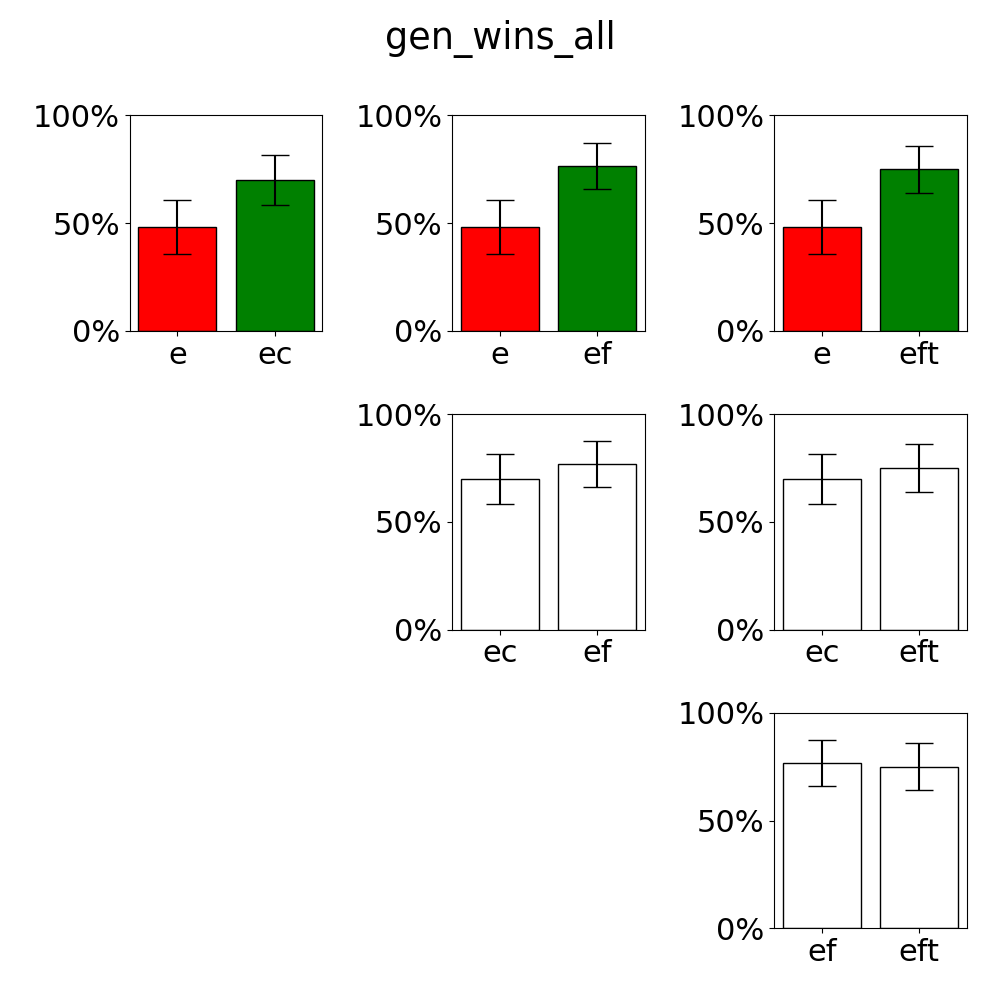 gen_wins_all
100% 100% 100%
50% 50% 50%
0% 0% 0%
e ec e ef e eft
100% 100%
50% 50%
0% 0%
ec ef ec eft
100%
50%
0%
ef eft